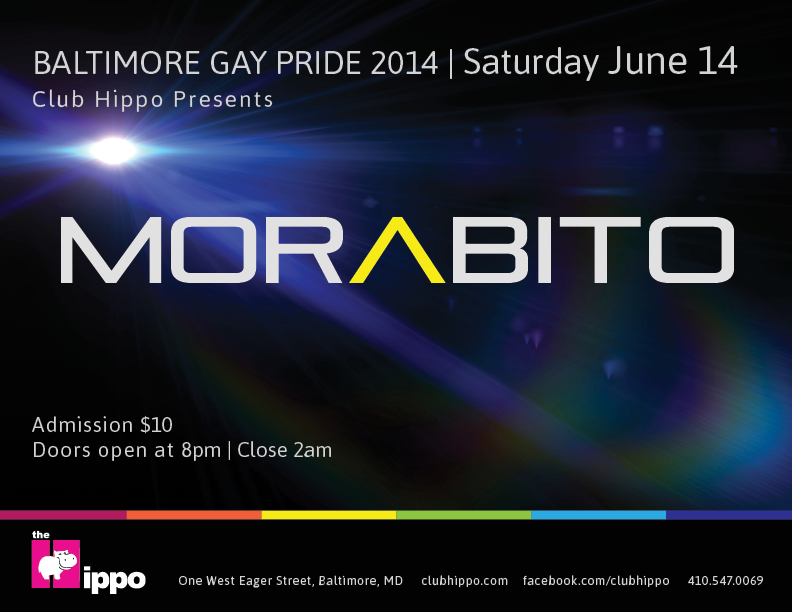 BALTIMORE GAY PRIDE 2014 | Saturday June 14
Club Hippo Presents
MORABITO
Admission $10
Doors open at 8pm | Close 2am
the
Hippo
One West Eager Street, Baltimore, MD clubhippo.com facebook.com/clubhippo 410.547.0069